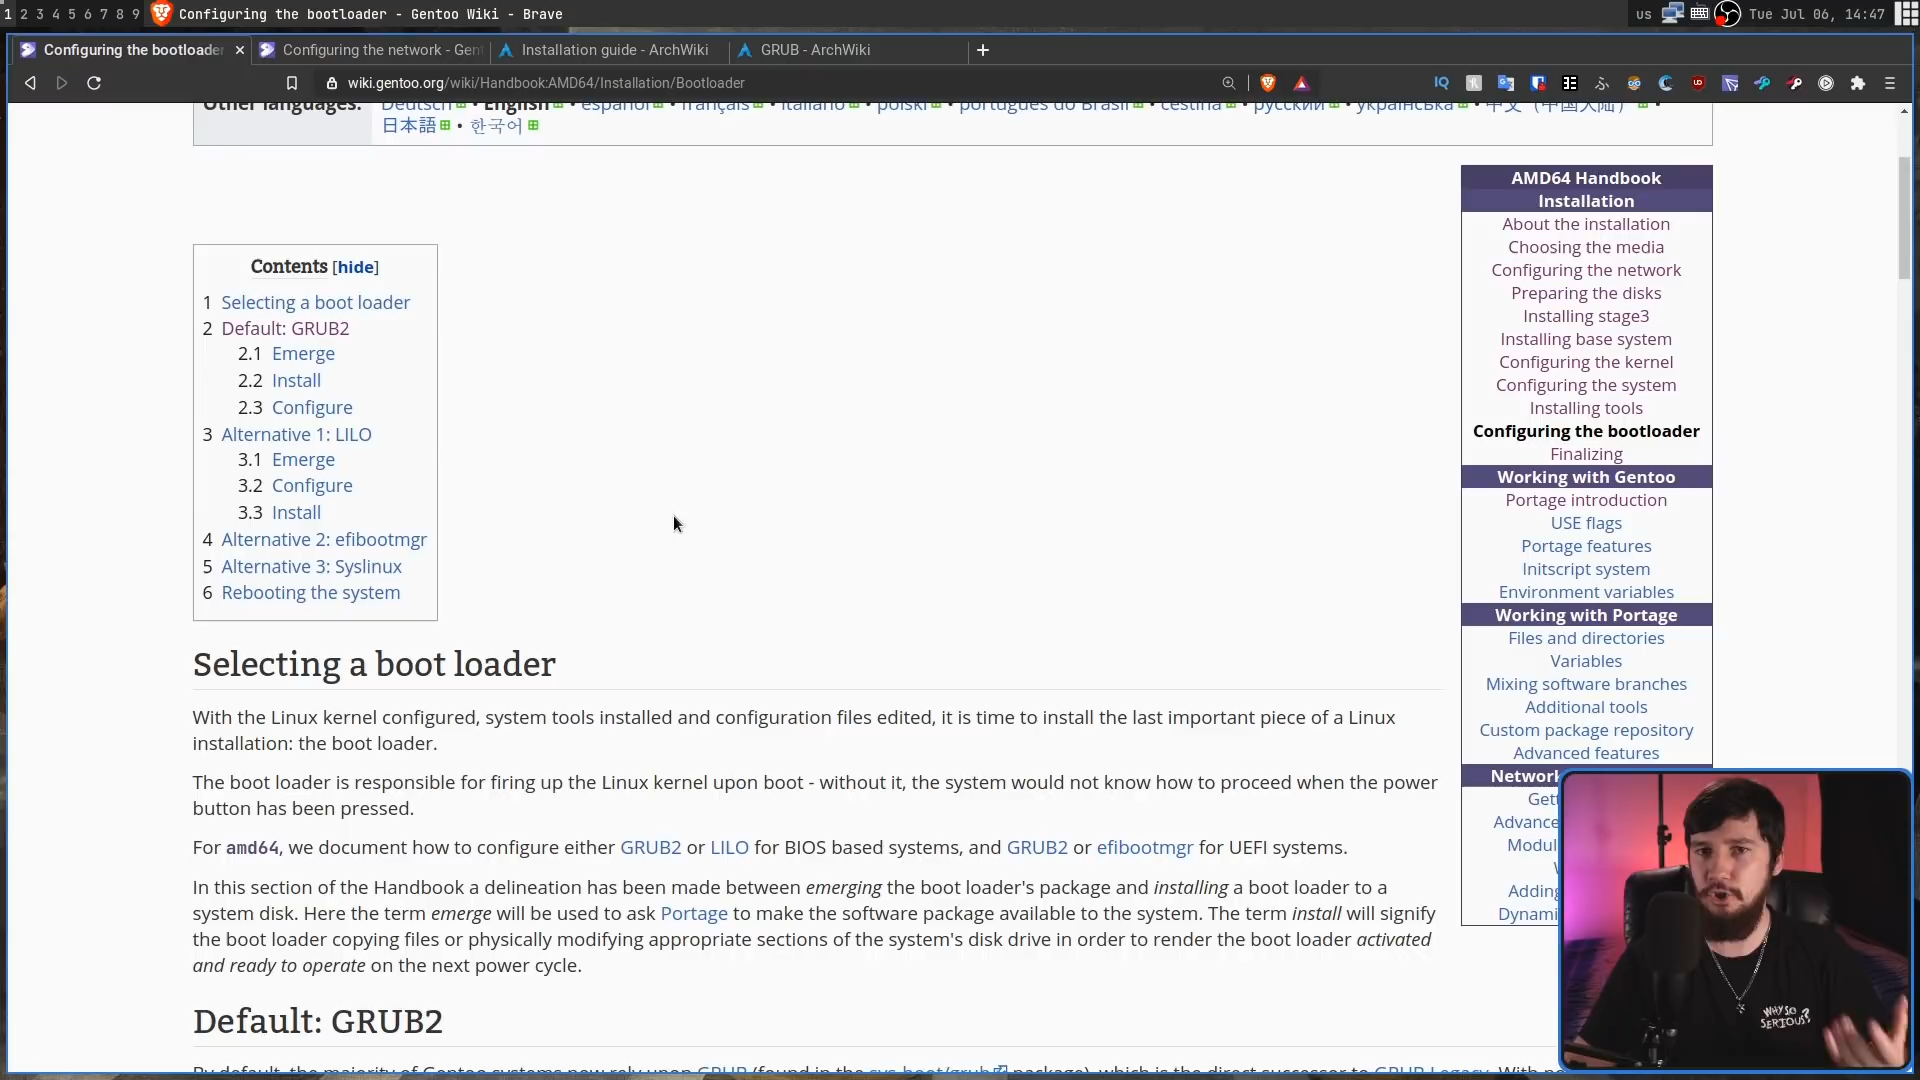 1 2 3 4 5 6 7 8 9 Configuring the bootloader - Gentoo Wiki - Brave us Tue Jul 06, 14:47
Configuring the bootloader Configuring the network - Gent Installation guide - ArchWiki GRUB - ArchWiki
wiki.gentoo.org/wiki/Handbook:AMD64/Installation/Bootloader
Other languages: Deutsch • English • español • français • italiano • polski • português do Brasil • čeština • русский • українська • 中文（中国大陆） •
日本語 • 한국어
Contents [hide]
1 Selecting a boot loader
2 Default: GRUB2
2.1 Emerge
2.2 Install
2.3 Configure
3 Alternative 1: LILO
3.1 Emerge
3.2 Configure
3.3 Install
4 Alternative 2: efibootmgr
5 Alternative 3: Syslinux
6 Rebooting the system
Selecting a boot loader
With the Linux kernel configured, system tools installed and configuration files edited, it is time to install the last important piece of a Linux
installation: the boot loader.
The boot loader is responsible for firing up the Linux kernel upon boot - without it, the system would not know how to proceed when the power
button has been pressed.
For amd64, we document how to configure either GRUB2 or LILO for BIOS based systems, and GRUB2 or efibootmgr for UEFI systems.
In this section of the Handbook a delineation has been made between emerging the boot loader's package and installing a boot loader to a
system disk. Here the term emerge will be used to ask Portage to make the software package available to the system. The term install will signify
the boot loader copying files or physically modifying appropriate sections of the system's disk drive in order to render the boot loader activated
and ready to operate on the next power cycle.
Default: GRUB2
By default, the majority of Gentoo systems now rely upon GRUB (found in the sys-boot/grub package), which is the direct successor to GRUB Legacy. With no
AMD64 Handbook
Installation
About the installation
Choosing the media
Configuring the network
Preparing the disks
Installing stage3
Installing base system
Configuring the kernel
Configuring the system
Installing tools
Configuring the bootloader
Finalizing
Working with Gentoo
Portage introduction
USE flags
Portage features
Initscript system
Environment variables
Working with Portage
Files and directories
Variables
Mixing software branches
Additional tools
Custom package repository
Advanced features
Network
Gett
Advance
Modul
Adding
Dynami
WHY SO
SERIOUS?